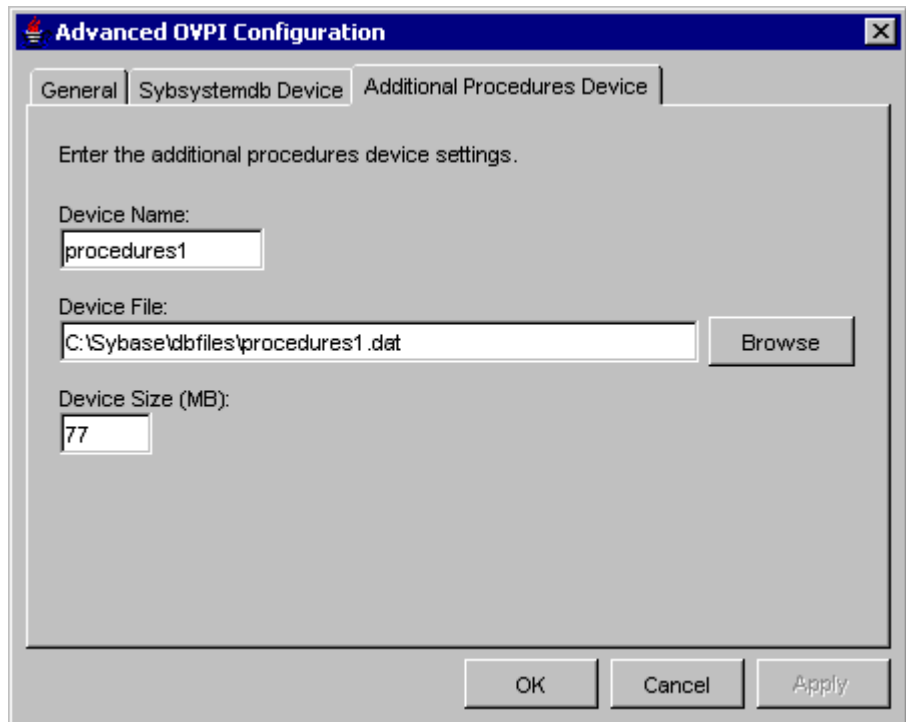 Advanced OVPI Configuration
General Sybsystemdb Device Additional Procedures Device
Enter the additional procedures device settings.
Device Name:
procedures1
Device File:
C:\Sybase\dbfiles\procedures1.dat Browse
Device Size (MB):
77
OK Cancel Apply